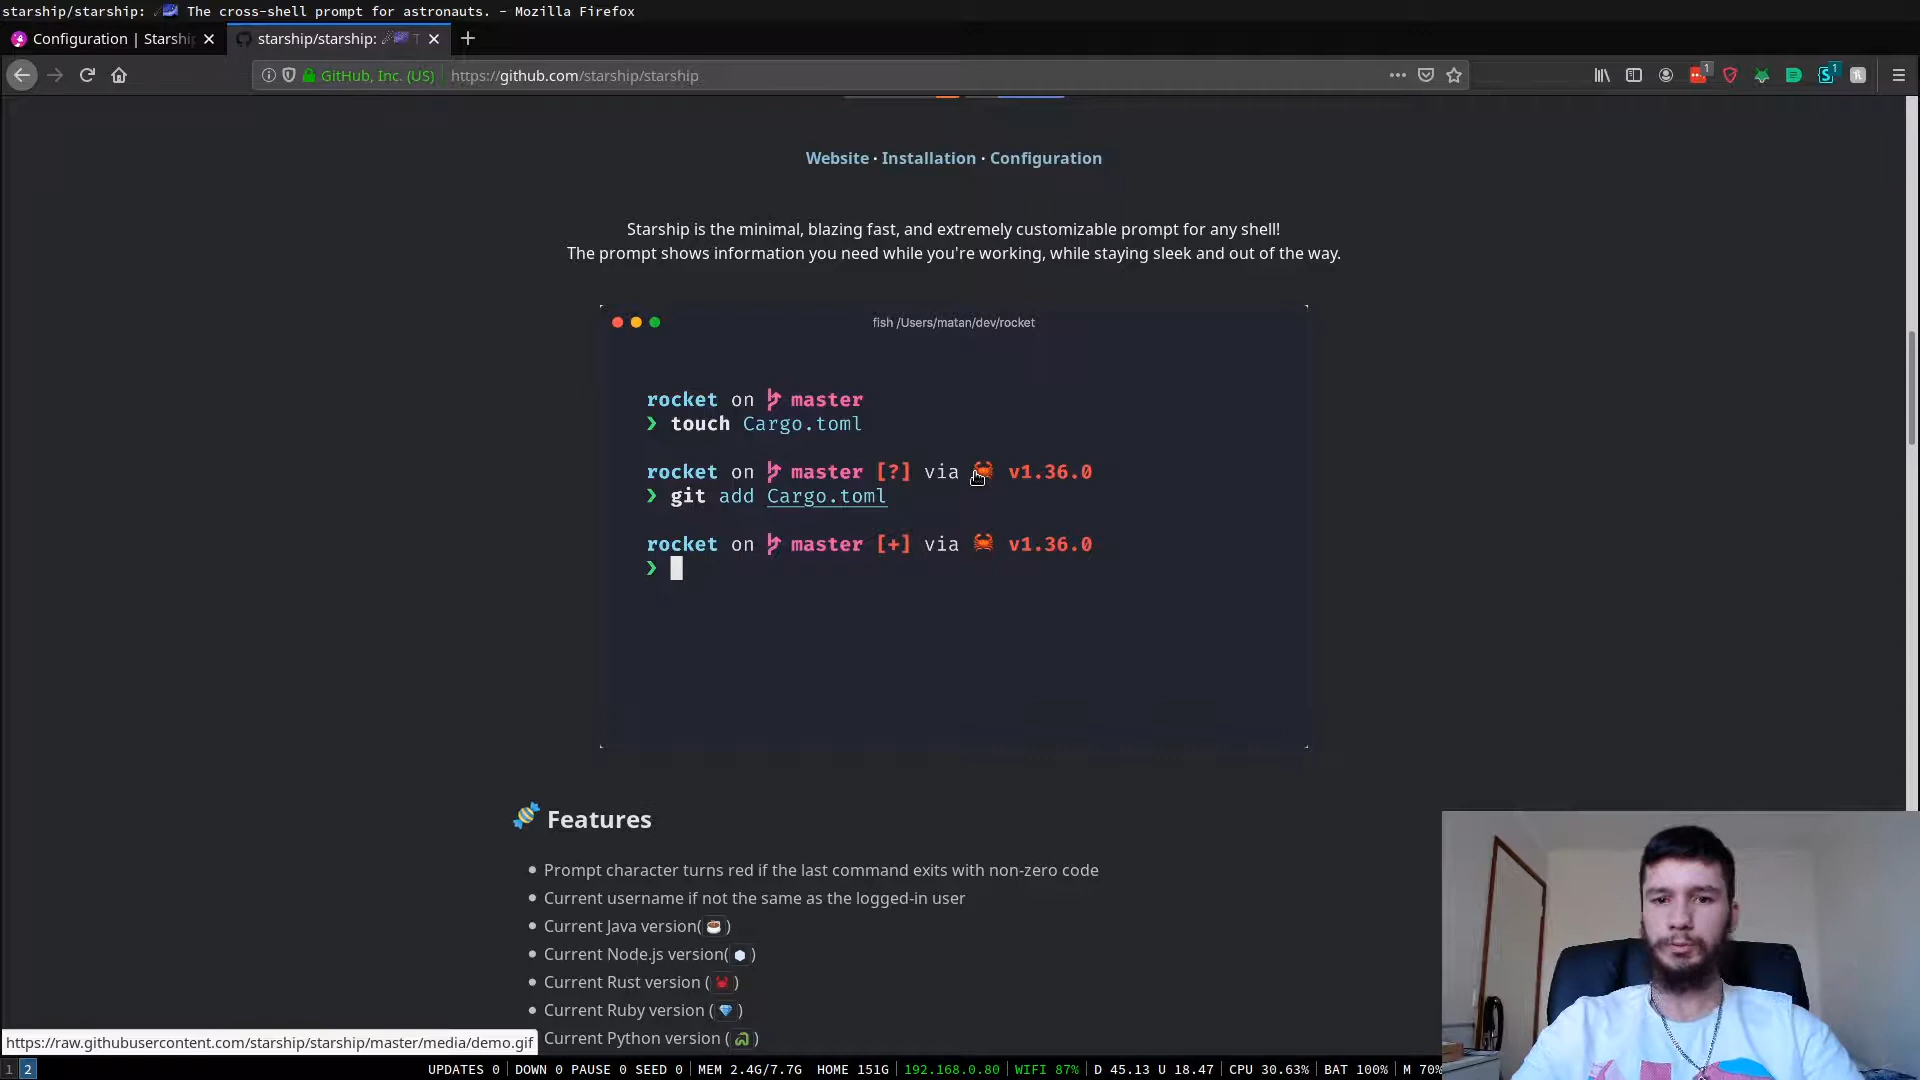 starship/starship: ☄🌌 The cross-shell prompt for astronauts. - Mozilla Firefox
Configuration | Starshi
starship/starship: ☄🌌 T
GitHub, Inc. (US)
https://github.com/starship/starship
1
1
Website · Installation · Configuration
Starship is the minimal, blazing fast, and extremely customizable prompt for any shell!
The prompt shows information you need while you're working, while staying sleek and out of the way.
fish /Users/matan/dev/rocket
rocket on master
❯ touch Cargo.toml
rocket on master [?] via 🦀 v1.36.0
❯ git add Cargo.toml
rocket on master [+] via 🦀 v1.36.0
❯
🍬 Features
• Prompt character turns red if the last command exits with non-zero code
• Current username if not the same as the logged-in user
• Current Java version(☕)
• Current Node.js version(⬢)
• Current Rust version (🦀)
• Current Ruby version (💎)
Current Python version (🐍)
https://raw.githubusercontent.com/starship/starship/master/media/demo.gif
1 2
UPDATES 0 | DOWN 0 PAUSE 0 SEED 0 | MEM 2.4G/7.7G HOME 151G | 192.168.0.80 | WIFI 87% | D 45.13 U 18.47 | CPU 30.63% | BAT 100% | M 70%